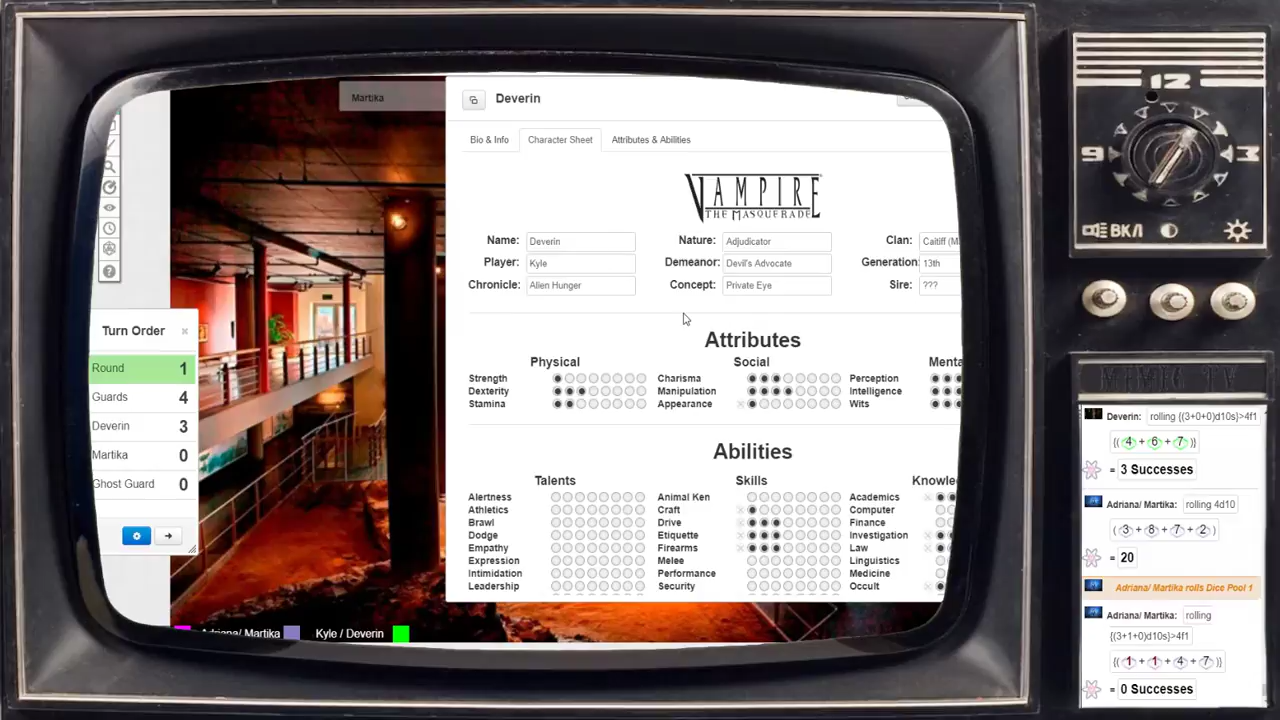 Martika
Deverin
Bio & Info
Character Sheet
Attributes & Abilities
VAMPIRE
THE MASQUERADE
Name: Deverin
Nature: Adjudicator
Clan: Caitiff (M
Player: Kyle
Demeanor: Devil's Advocate
Generation: 13th
Chronicle: Alien Hunger
Concept: Private Eye
Sire: ???
Attributes
Physical
Social
Menta
Strength
Charisma
Perception
Dexterity
Manipulation
Intelligence
Stamina
Appearance
Wits
Abilities
Talents
Skills
Knowle
Alertness
Animal Ken
Academics
Athletics
Craft
Computer
Brawl
Drive
Finance
Dodge
Etiquette
Investigation
Empathy
Firearms
Law
Expression
Melee
Linguistics
Intimidation
Performance
Medicine
Leadership
Security
Occult
Turn Order
Round 1
Guards 4
Deverin 3
Martika 0
Ghost Guard 0
Adriana/ Martika
Kyle / Deverin
12
9
3
ВКЛ
Deverin: rolling {(3+0+0)d10s}>4f1
{( 4 + 6 + 7 )}
= 3 Successes
Adriana/ Martika: rolling 4d10
( 3 + 8 + 7 + 2 )
= 20
Adriana/ Martika rolls Dice Pool 1
Adriana/ Martika: rolling
{(3+1+0)d10s}>4f1
{( 1 + 1 + 4 + 7 )}
= 0 Successes